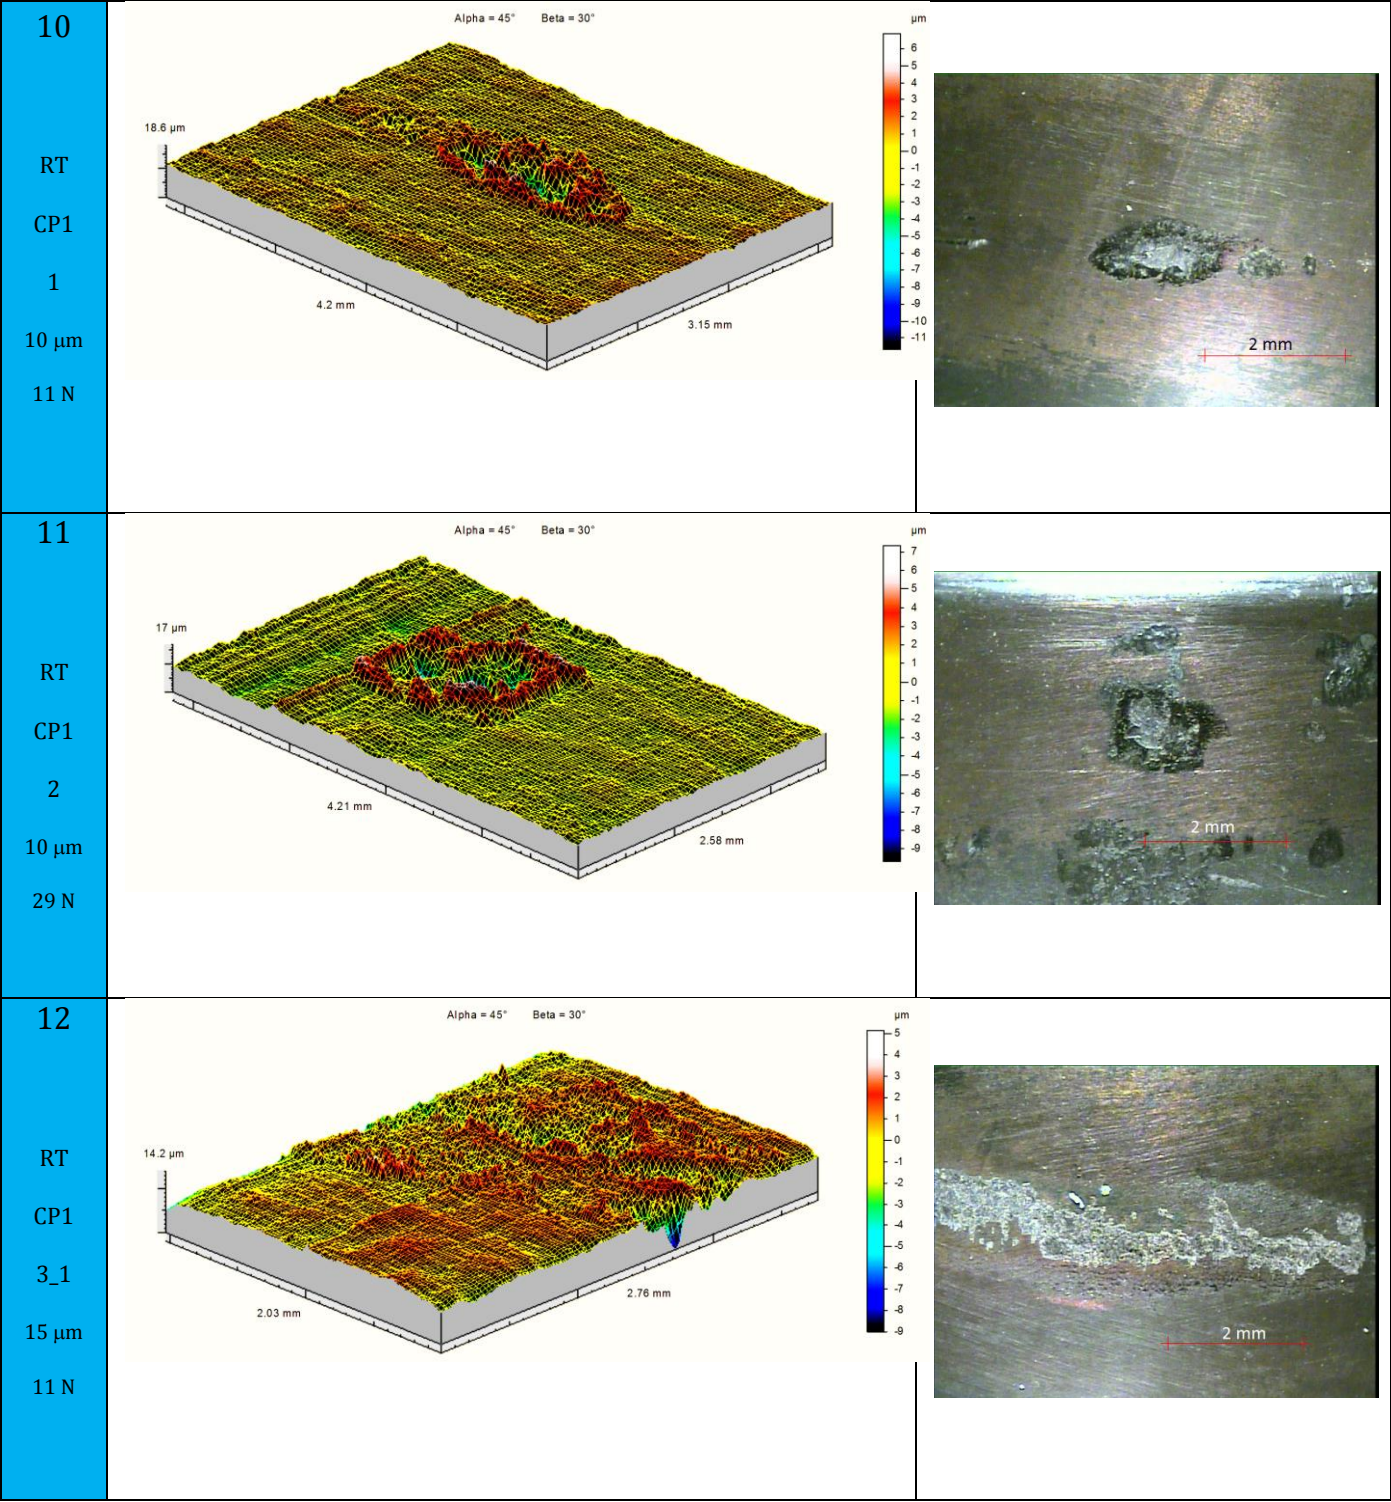 10
RT
CP1
1
10 μm
11 N
Alpha = 45° Beta = 30°
μm
18.6 μm
4.2 mm
3.15 mm
6
5
4
3
2
1
0
-1
-2
-3
-4
-5
-6
-7
-8
-9
-10
-11
2 mm
11
RT
CP1
2
10 μm
29 N
Alpha = 45° Beta = 30°
μm
17 μm
4.21 mm
2.58 mm
7
6
5
4
3
2
1
0
-1
-2
-3
-4
-5
-6
-7
-8
-9
2 mm
12
RT
CP1
3_1
15 μm
11 N
Alpha = 45° Beta = 30°
μm
14.2 μm
2.03 mm
2.76 mm
5
4
3
2
1
0
-1
-2
-3
-4
-5
-6
-7
-8
-9
2 mm